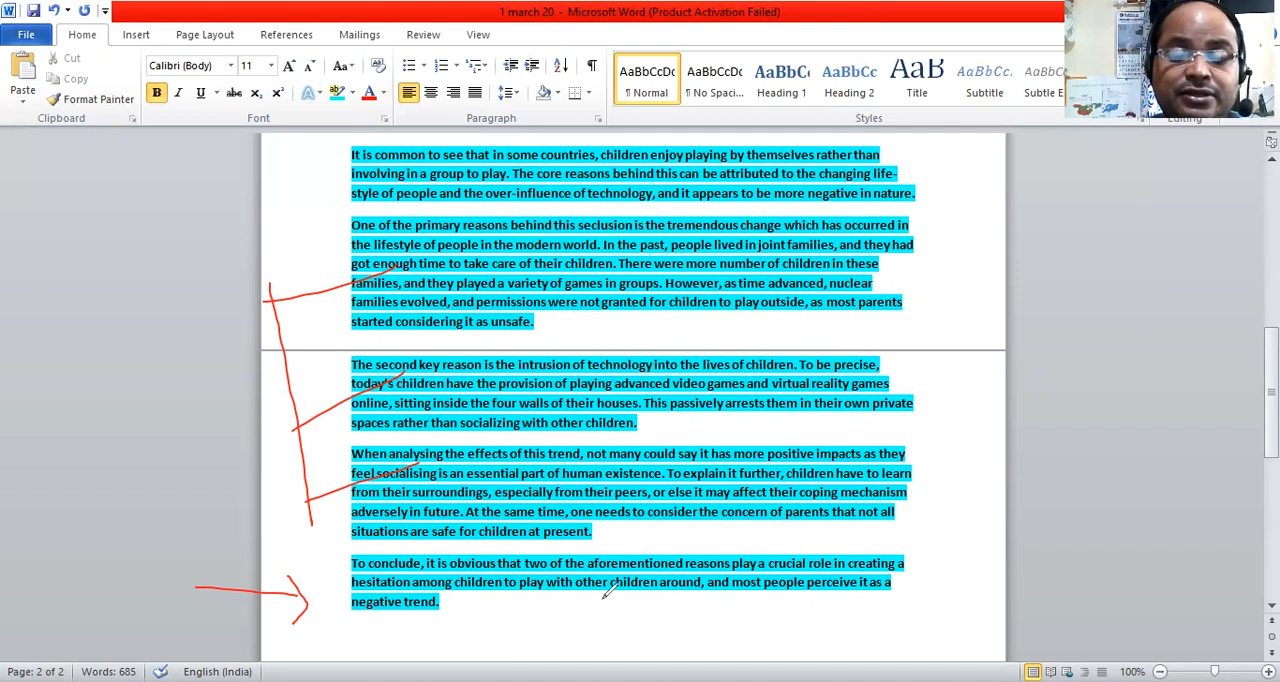 1 march 20 - Microsoft Word (Product Activation Failed)
File Home Insert Page Layout References Mailings Review View
Cut
Copy
Format Painter
Paste
Calibri (Body) 11
AaBbCcDc AaBbCcDc AaBbCc AaBbCc AaB AaBbCcDc
¶ Normal ¶ No Spaci... Heading 1 Heading 2 Title Subtitle Subtle E
Clipboard Font Paragraph Styles Editing
It is common to see that in some countries, children enjoy playing by themselves rather than
involving in a group to play. The core reasons behind this can be attributed to the changing life-
style of people and the over-influence of technology, and it appears to be more negative in nature.
One of the primary reasons behind this seclusion is the tremendous change which has occurred in
the lifestyle of people in the modern world. In the past, people lived in joint families, and they had
got enough time to take care of their children. There were more number of children in these
families, and they played a variety of games in groups. However, as time advanced, nuclear
families evolved, and permissions were not granted for children to play outside, as most parents
started considering it as unsafe.
The second key reason is the intrusion of technology into the lives of children. To be precise,
today's children have the provision of playing advanced video games and virtual reality games
online, sitting inside the four walls of their houses. This passively arrests them in their own private
spaces rather than socializing with other children.
When analysing the effects of this trend, not many could say it has more positive impacts as they
feel socialising is an essential part of human existence. To explain it further, children have to learn
from their surroundings, especially from their peers, or else it may affect their coping mechanism
adversely in future. At the same time, one needs to consider the concern of parents that not all
situations are safe for children at present.
To conclude, it is obvious that two of the aforementioned reasons play a crucial role in creating a
hesitation among children to play with other children around, and most people perceive it as a
negative trend.
Page: 2 of 2 Words: 685 English (India) 100%